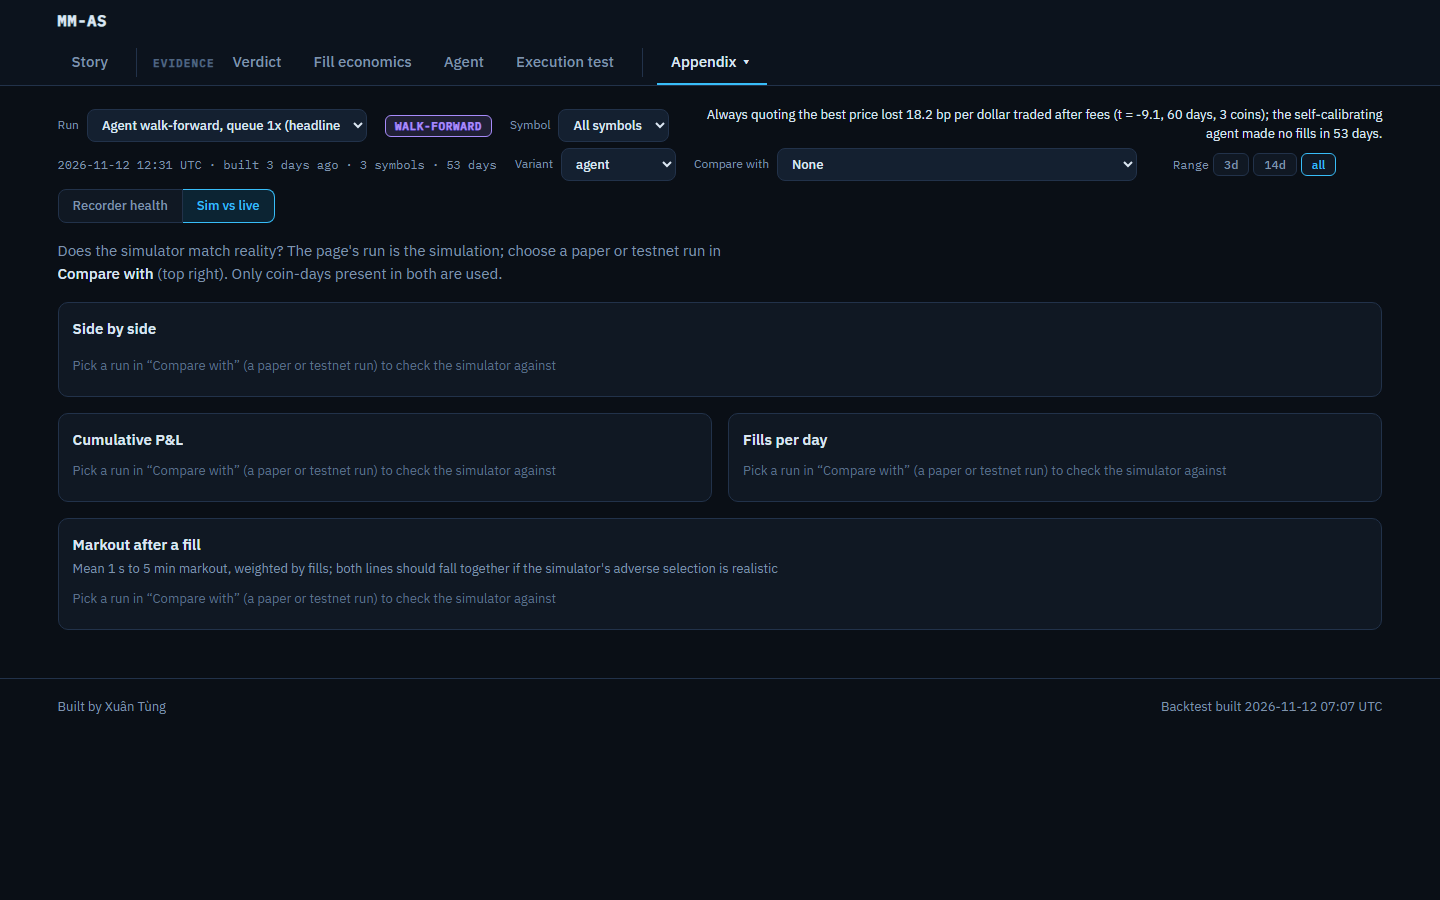 MM-AS
Story
EVIDENCE
Verdict
Fill economics
Agent
Execution test
Appendix ▾
Run
Agent walk-forward, queue 1x (headline
WALK-FORWARD
Symbol
All symbols
Always quoting the best price lost 18.2 bp per dollar traded after fees (t = -9.1, 60 days, 3 coins); the self-calibrating
agent made no fills in 53 days.
2026-11-12 12:31 UTC · built 3 days ago · 3 symbols · 53 days
Variant
agent
Compare with
None
Range
3d
14d
all
Recorder health
Sim vs live
Does the simulator match reality? The page's run is the simulation; choose a paper or testnet run in
Compare with (top right). Only coin-days present in both are used.
Side by side
Pick a run in “Compare with” (a paper or testnet run) to check the simulator against
Cumulative P&L
Pick a run in “Compare with” (a paper or testnet run) to check the simulator against
Fills per day
Pick a run in “Compare with” (a paper or testnet run) to check the simulator against
Markout after a fill
Mean 1 s to 5 min markout, weighted by fills; both lines should fall together if the simulator's adverse selection is realistic
Pick a run in “Compare with” (a paper or testnet run) to check the simulator against
Built by Xuân Tùng
Backtest built 2026-11-12 07:07 UTC